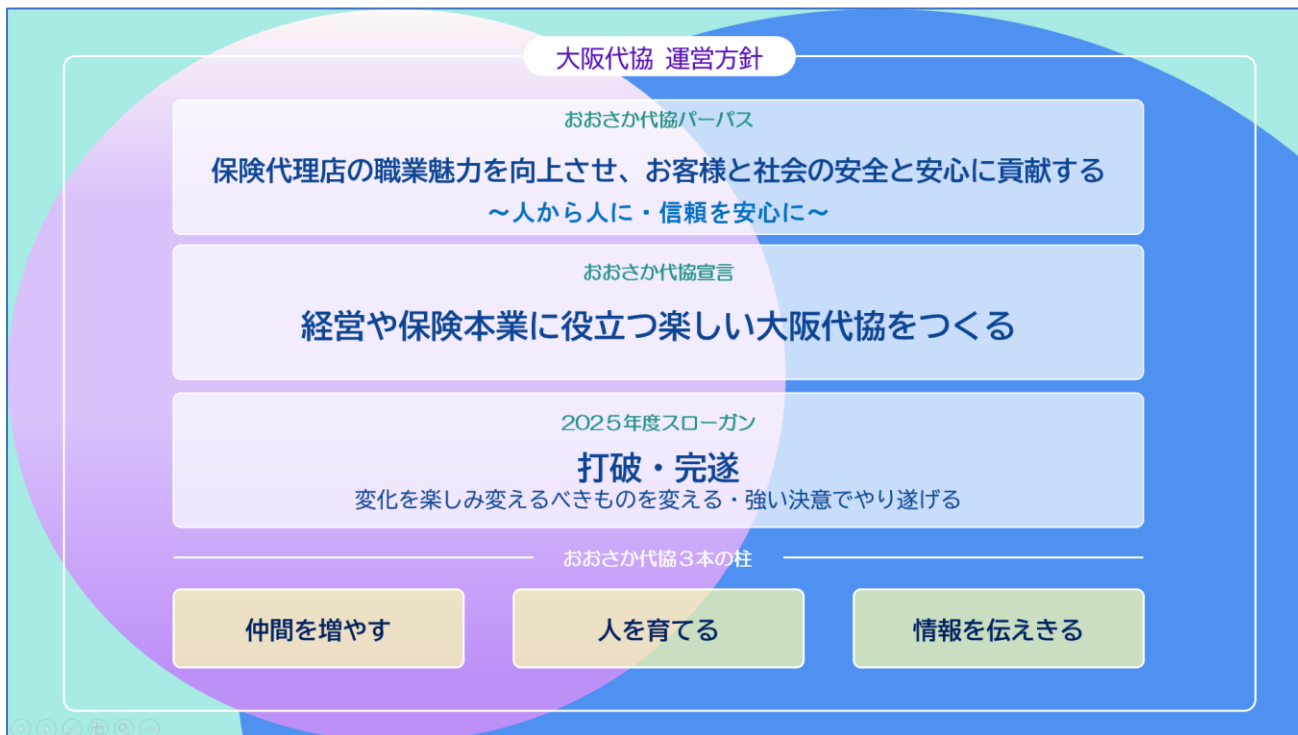 大阪代協 運営方針
おおさか代協パーパス
保険代理店の職業魅力を向上させ、お客様と社会の安全と安心に貢献する
～人から人に・信頼を安心に～
おおさか代協宣言
経営や保険本業に役立つ楽しい大阪代協をつくる
2025年度スローガン
打破・完遂
変化を楽しみ変えるべきものを変える・強い決意でやり遂げる
おおさか代協３本の柱
仲間を増やす
人を育てる
情報を伝えきる